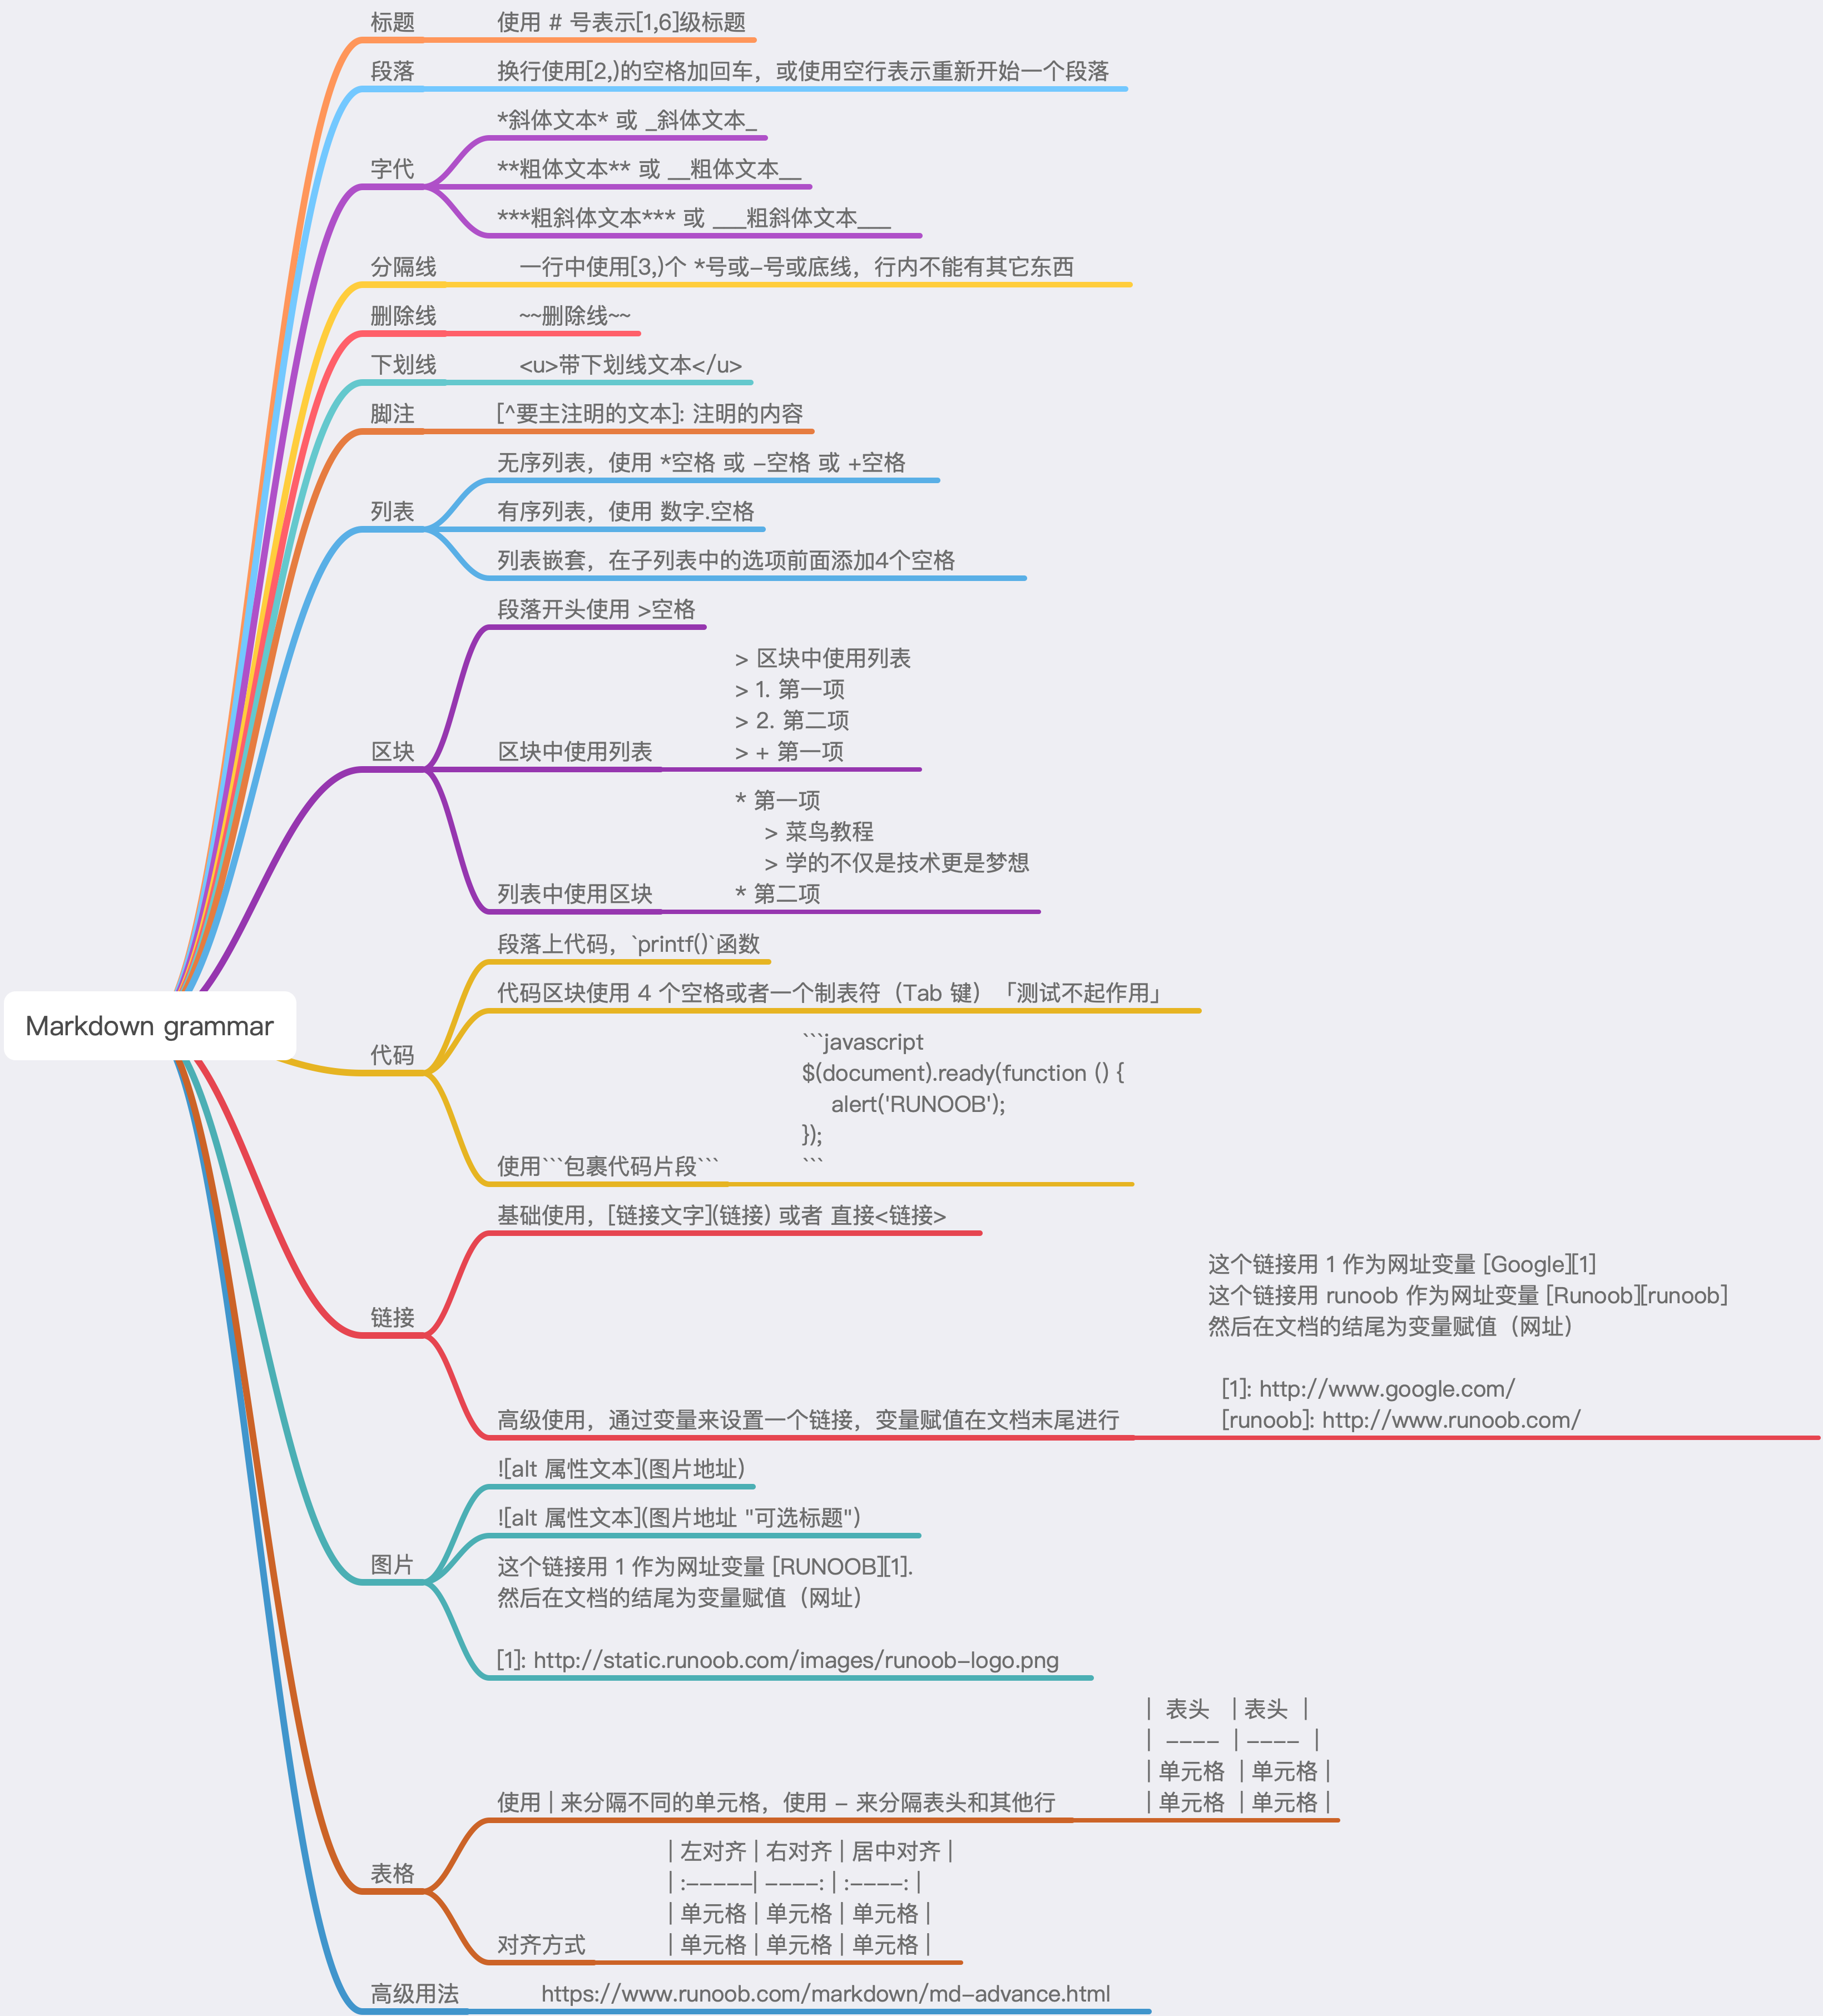 标题
使用 # 号表示[1,6]级标题
段落
换行使用[2,)的空格加回车，或使用空行表示重新开始一个段落
字代
*斜体文本* 或 _斜体文本_
**粗体文本** 或 __粗体文本__
***粗斜体文本*** 或 ___粗斜体文本___
分隔线
一行中使用[3,)个 *号或-号或底线，行内不能有其它东西
删除线
~~删除线~~
下划线
<u>带下划线文本</u>
脚注
[^要主注明的文本]: 注明的内容
列表
无序列表，使用 *空格 或 -空格 或 +空格
有序列表，使用 数字.空格
列表嵌套，在子列表中的选项前面添加4个空格
区块
段落开头使用 >空格
区块中使用列表
> 区块中使用列表
> 1. 第一项
> 2. 第二项
> + 第一项
列表中使用区块
* 第一项
    > 菜鸟教程
    > 学的不仅是技术更是梦想
* 第二项
Markdown grammar
代码
段落上代码，`printf()`函数
代码区块使用 4 个空格或者一个制表符（Tab 键）「测试不起作用」
使用```包裹代码片段```
```javascript
$(document).ready(function () {
    alert('RUNOOB');
});
```
链接
基础使用，[链接文字](链接) 或者 直接<链接>
高级使用，通过变量来设置一个链接，变量赋值在文档末尾进行
这个链接用 1 作为网址变量 [Google][1]
这个链接用 runoob 作为网址变量 [Runoob][runoob]
然后在文档的结尾为变量赋值（网址）
[1]: http://www.google.com/
[runoob]: http://www.runoob.com/
图片
![alt 属性文本](图片地址)
![alt 属性文本](图片地址 "可选标题")
这个链接用 1 作为网址变量 [RUNOOB][1].
然后在文档的结尾为变量赋值（网址）
[1]: http://static.runoob.com/images/runoob-logo.png
表格
使用 | 来分隔不同的单元格，使用 - 来分隔表头和其他行
| 表头 | 表头 |
| ---- | ---- |
| 单元格 | 单元格 |
| 单元格 | 单元格 |
对齐方式
| 左对齐 | 右对齐 | 居中对齐 |
| :-----| ----: | :----: |
| 单元格 | 单元格 | 单元格 |
| 单元格 | 单元格 | 单元格 |
高级用法
https://www.runoob.com/markdown/md-advance.html